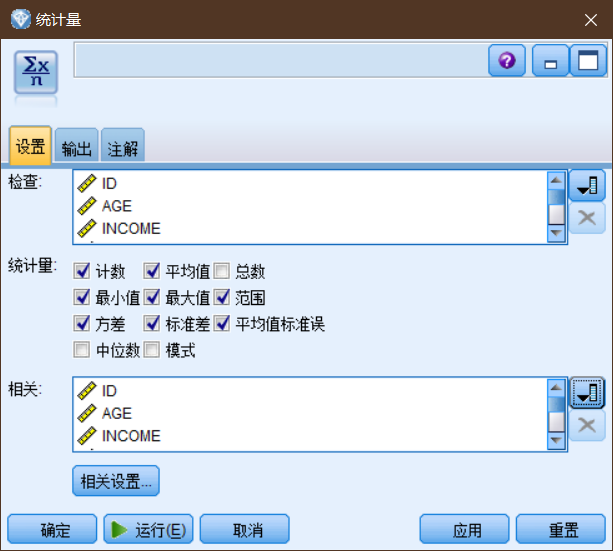 统计量
Σx
n
设置 输出 注解
检查:
ID
AGE
INCOME
统计量:
计数 平均值 总数
最小值 最大值 范围
方差 标准差 平均值标准误
中位数 模式
相关:
ID
AGE
INCOME
相关设置...
确定 运行(E) 取消 应用 重置